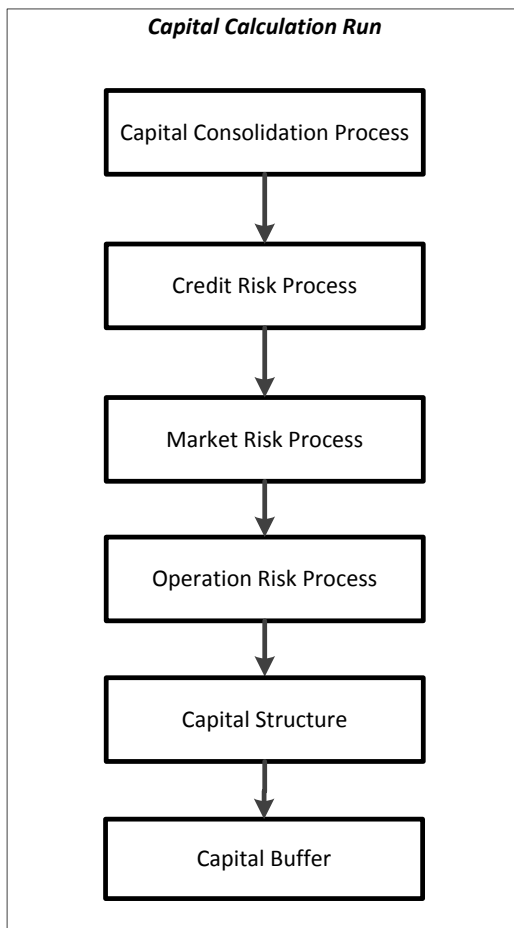 Capital Calculation Run
Capital Consolidation Process
Credit Risk Process
Market Risk Process
Operation Risk Process
Capital Structure
Capital Buffer